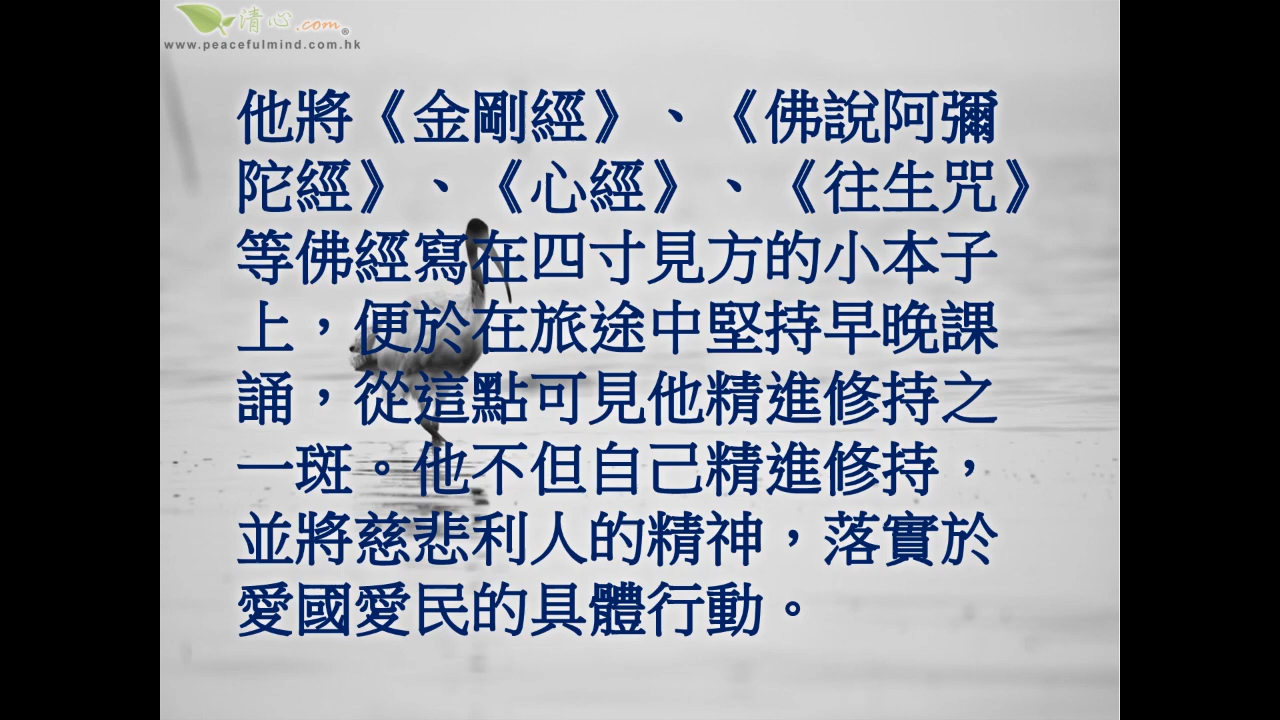 清心.com®
www.peacefulmind.com.hk
他將《金剛經》、《佛說阿彌
陀經》、《心經》、《往生咒》
等佛經寫在四寸見方的小本子
上，便於在旅途中堅持早晚課
誦，從這點可見他精進修持之
一斑。他不但自己精進修持，
並將慈悲利人的精神，落實於
愛國愛民的具體行動。